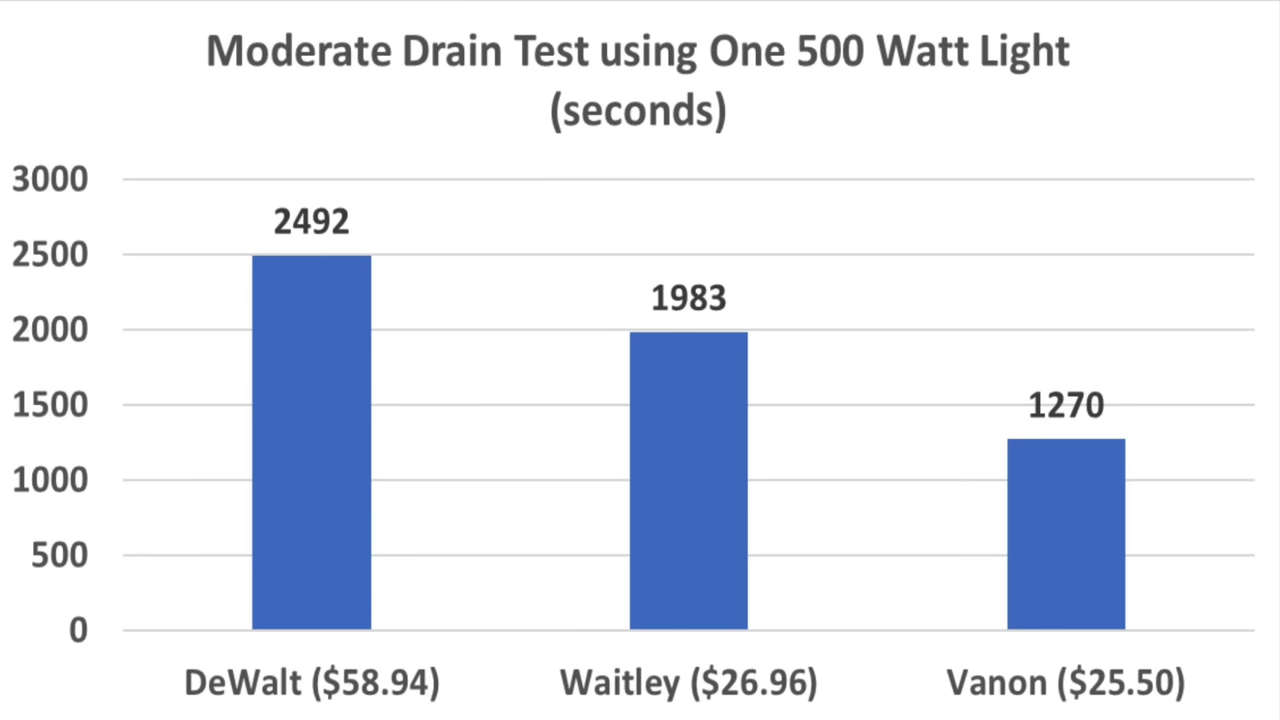 Moderate Drain Test using One 500 Watt Light
(seconds)
3000
2500
2000
1500
1000
500
0
2492
1983
1270
DeWalt ($58.94)
Waitley ($26.96)
Vanon ($25.50)